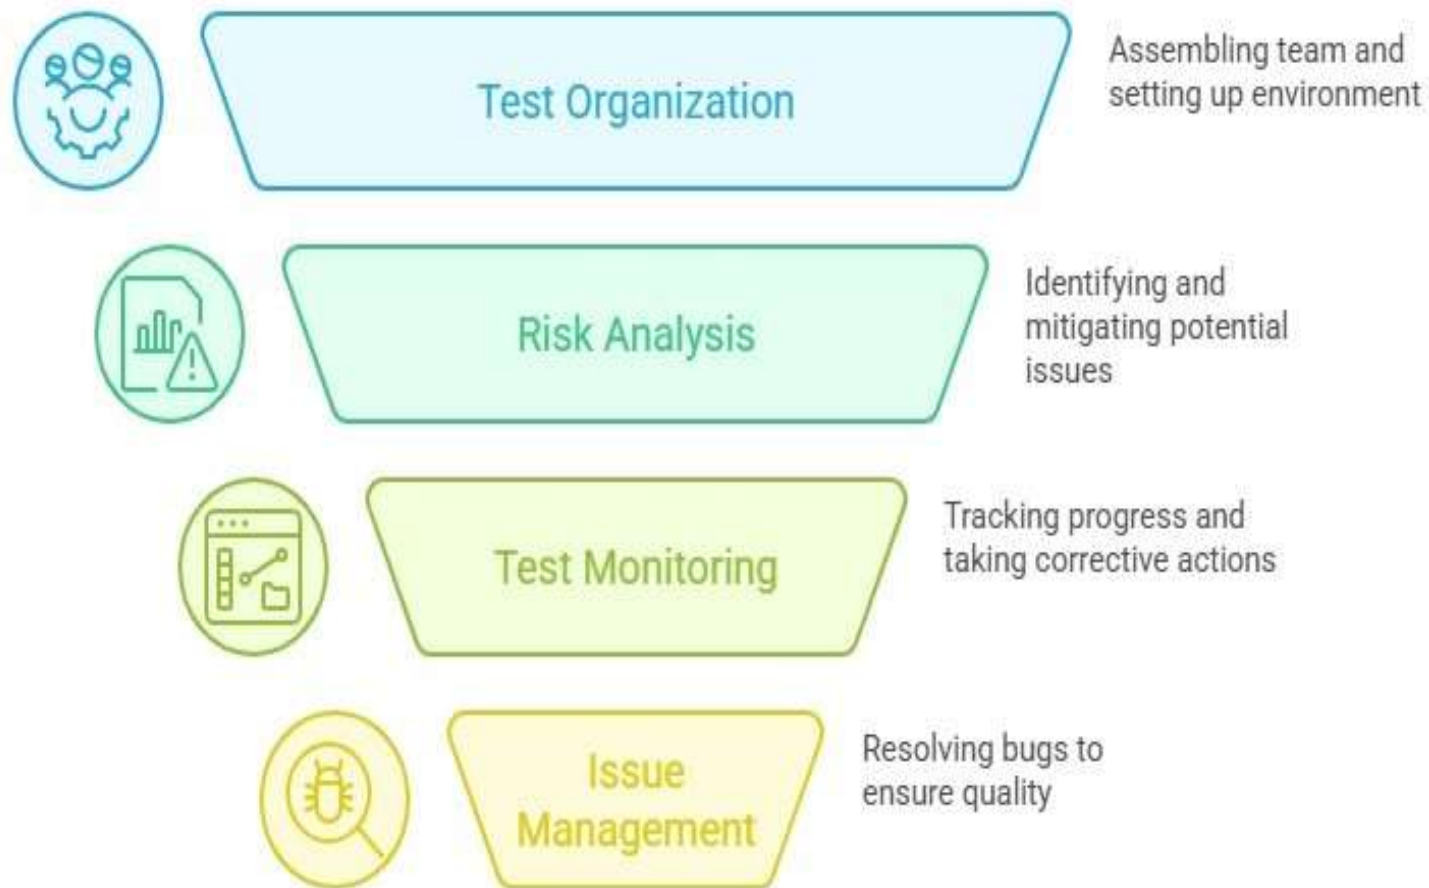 Test Organization
Assembling team and
setting up environment
Risk Analysis
Identifying and
mitigating potential
issues
Test Monitoring
Tracking progress and
taking corrective actions
Issue
Management
Resolving bugs to
ensure quality